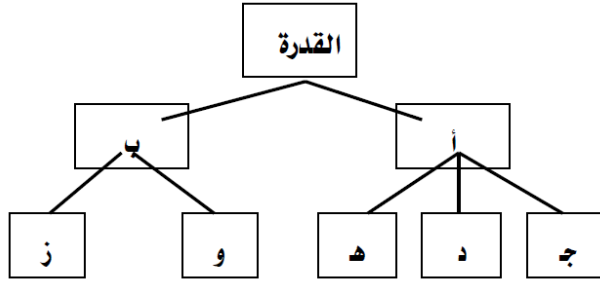 القدرة
أ ب
جـ د هـ و ز